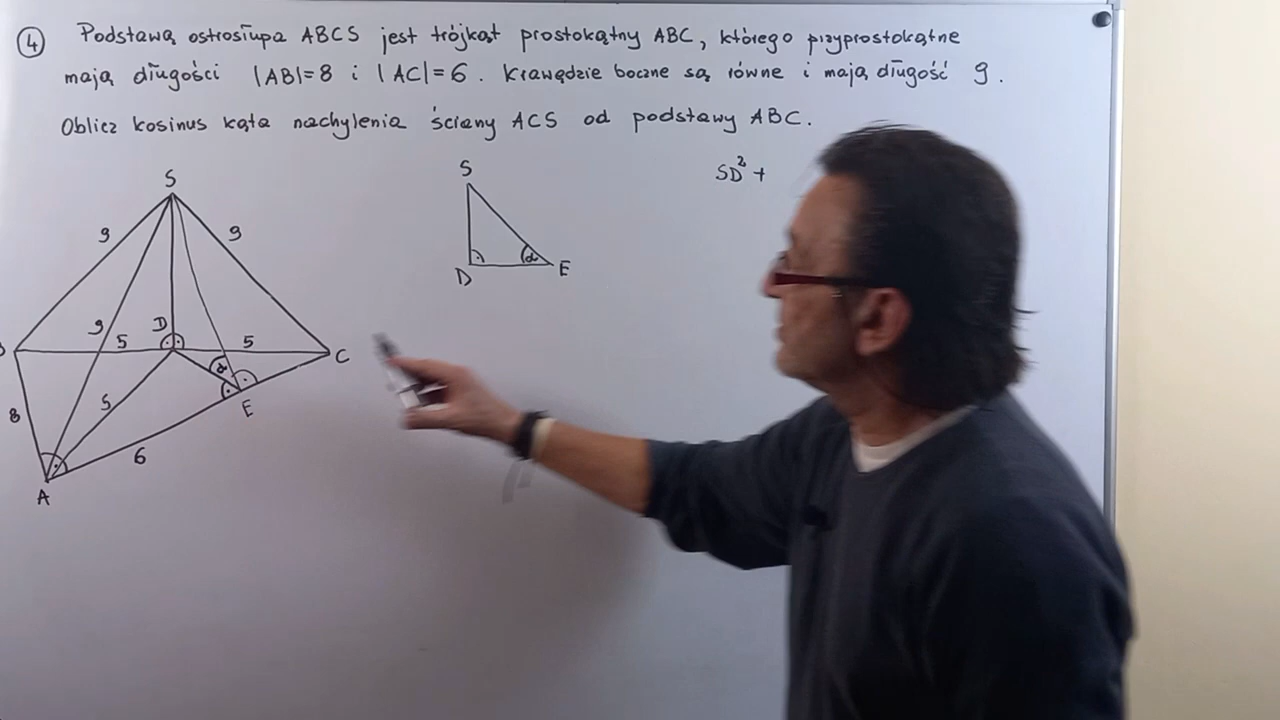 4 Podstawą ostrosłupa ABCS jest trójkąt prostokątny ABC, którego przyprostokątne
mają długości |AB|=8 i |AC|=6. Krawędzie boczne są równe i mają długość 9.
Oblicz kosinus kąta nachylenia ściany ACS od podstawy ABC.
S
S
SD² +
9
9
α
D
E
9
5
D
5
C
α
8
5
E
6
A